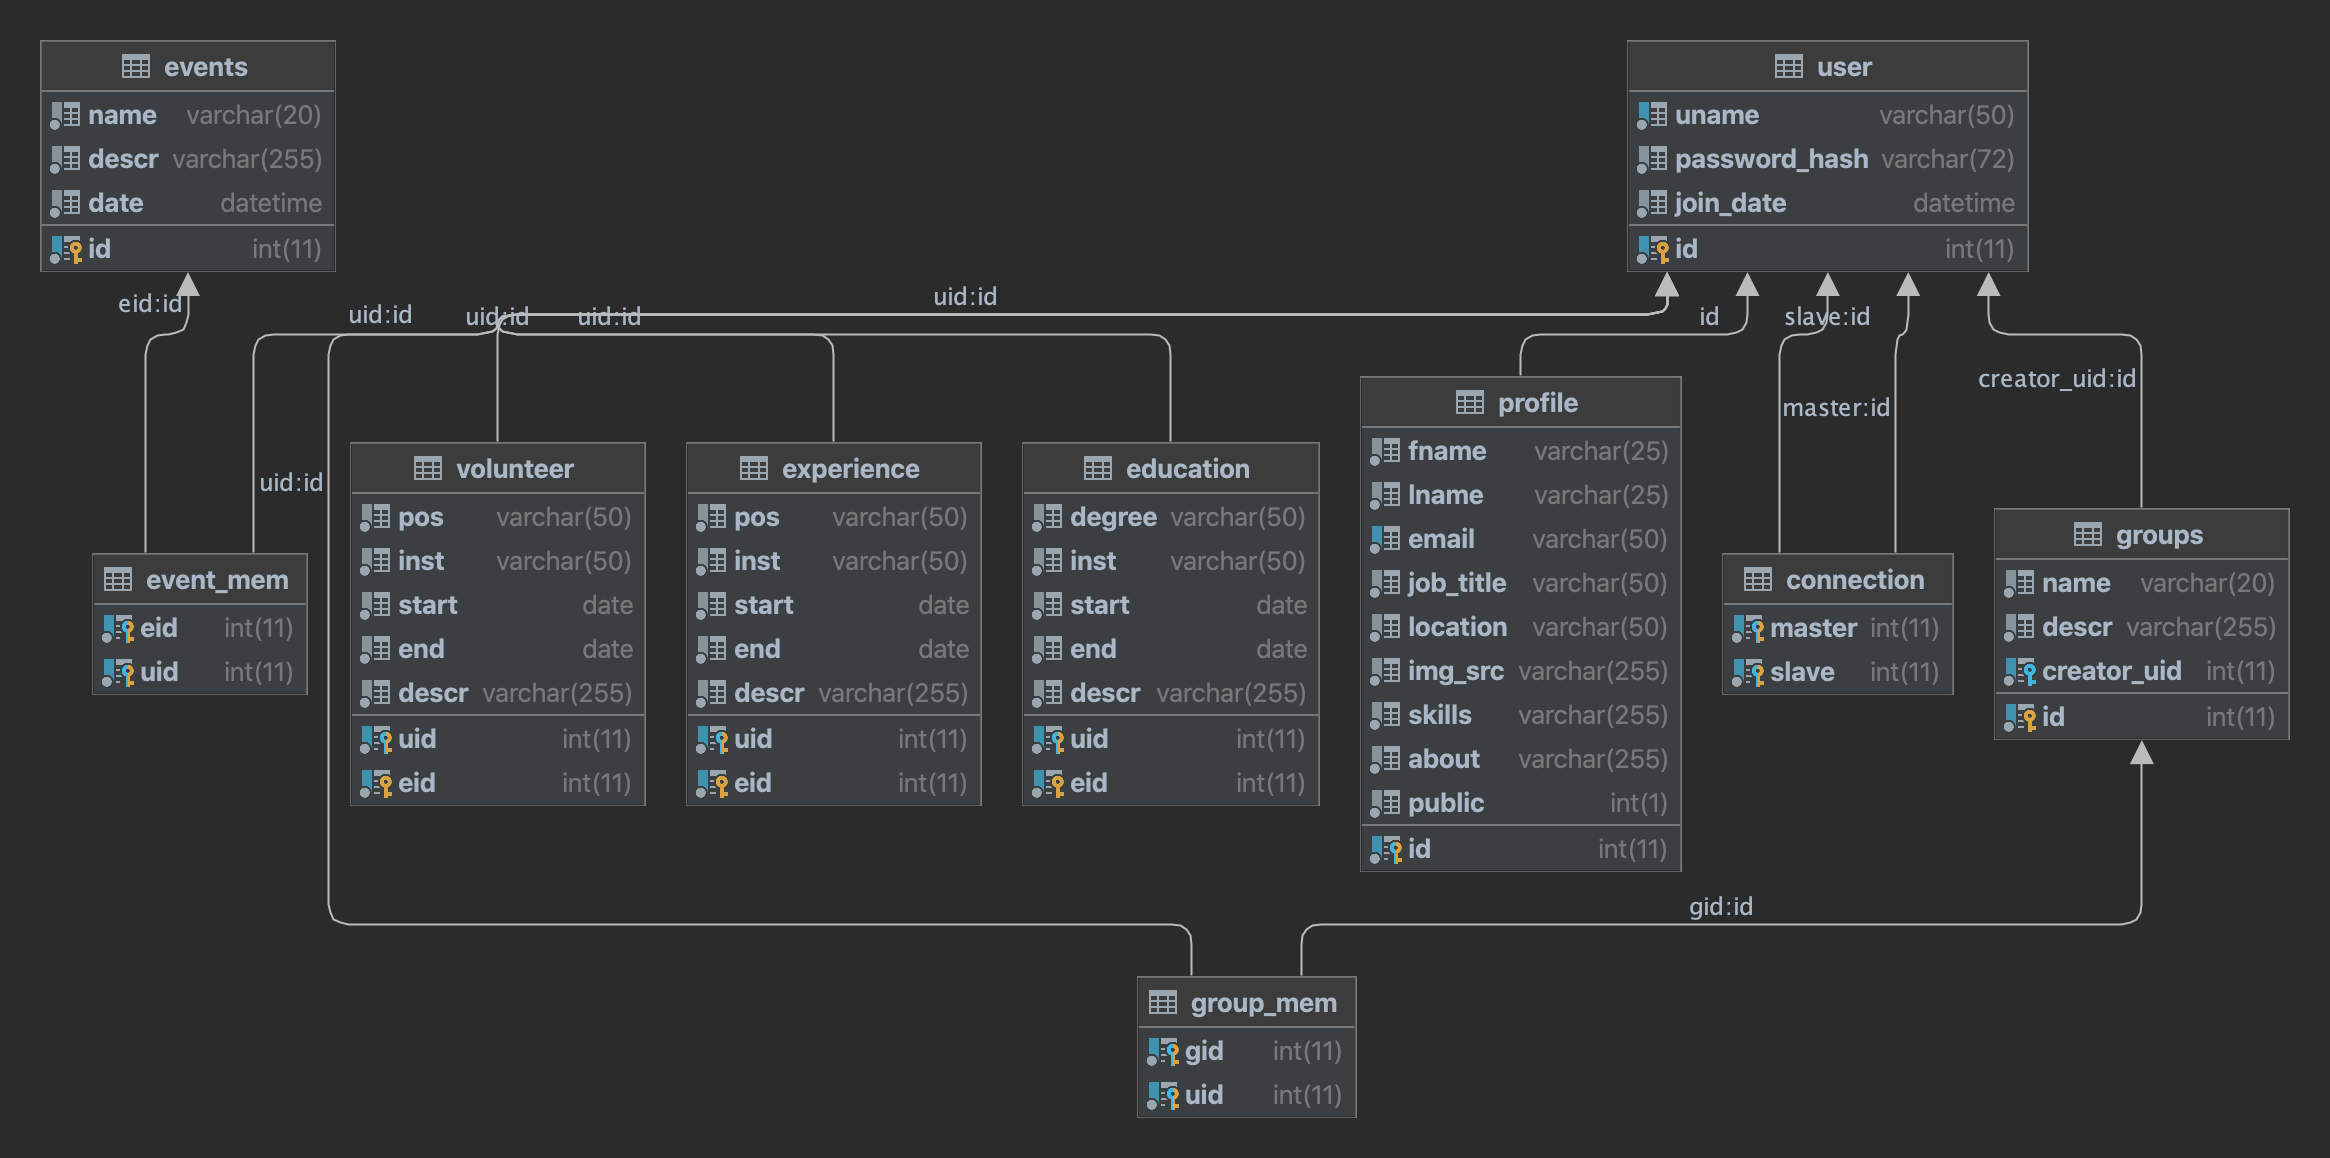 events
name varchar(20)
descr varchar(255)
date datetime
id int(11)
user
uname varchar(50)
password_hash varchar(72)
join_date datetime
id int(11)
eid:id
uid:id
uid:id
uid:id
uid:id
id
slave:id
master:id
creator_uid:id
uid:id
volunteer
pos varchar(50)
inst varchar(50)
start date
end date
descr varchar(255)
uid int(11)
eid int(11)
experience
pos varchar(50)
inst varchar(50)
start date
end date
descr varchar(255)
uid int(11)
eid int(11)
education
degree varchar(50)
inst varchar(50)
start date
end date
descr varchar(255)
uid int(11)
eid int(11)
profile
fname varchar(25)
lname varchar(25)
email varchar(50)
job_title varchar(50)
location varchar(50)
img_src varchar(255)
skills varchar(255)
about varchar(255)
public int(1)
id int(11)
event_mem
eid int(11)
uid int(11)
connection
master int(11)
slave int(11)
groups
name varchar(20)
descr varchar(255)
creator_uid int(11)
id int(11)
gid:id
group_mem
gid int(11)
uid int(11)